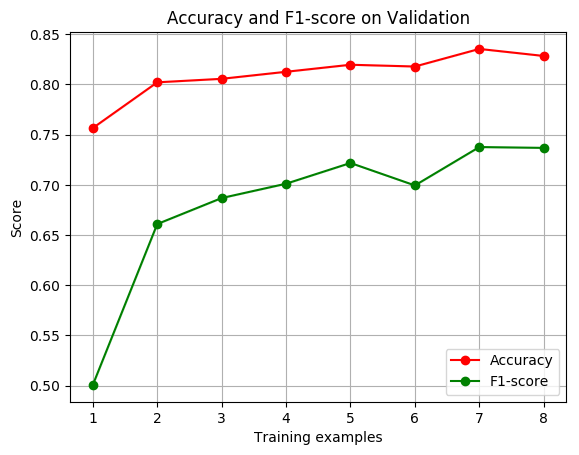 Accuracy and F1-score on Validation
0.85
0.80
0.75
0.70
0.65
0.60
0.55
0.50
Score
1 2 3 4 5 6 7 8
Training examples
Accuracy
F1-score